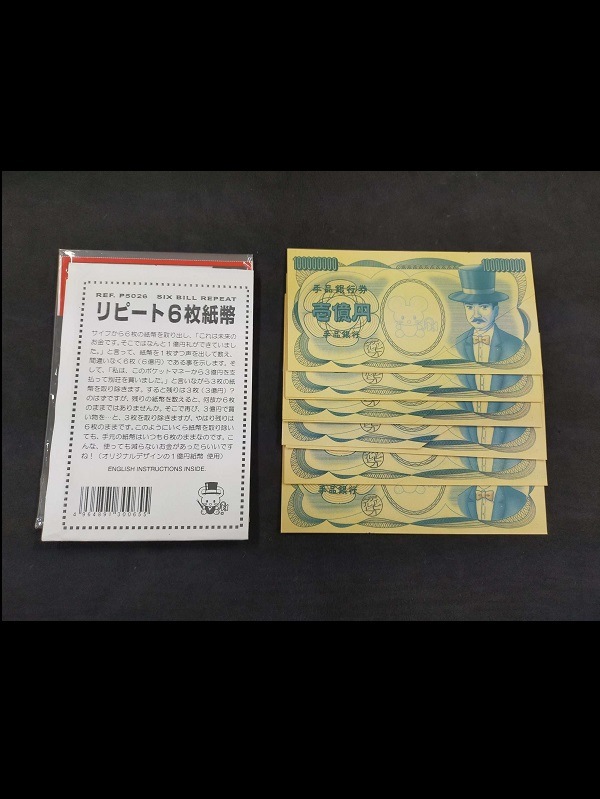 REF. P5026 SIX BILL REPEAT
リピート6枚紙幣
サイフから6枚の紙幣を取り出し、「これは未来の
お金です。そこではなんと1億円札ができていまし
た。」と言って、紙幣を1枚ずつ声を出して数え、
間違いなく6枚(6億円)である事を示します。そ
して、「私は、このポケットマネーから3億円を支
払って別荘を買いました。」と言いながら3枚の紙
幣を取り除きます。すると残りは3枚(3億円)?
のはずですが、残りの紙幣を数えると、何故か6枚
のままではありませんか。そこで再び、3億円で買
い物を…と、3枚を取り除きますが、やはり残りは
6枚のままです。このようにいくら紙幣を取り除い
ても、手元の紙幣はいつも6枚のままなのです。こ
んな、使っても減らないお金があったらいいです
ね!(オリジナルデザインの1億円紙幣 使用)
ENGLISH INSTRUCTIONS INSIDE.
4 964891 300655
100000000
100000000
手品銀行券
壱億円
手品銀行
手品銀行